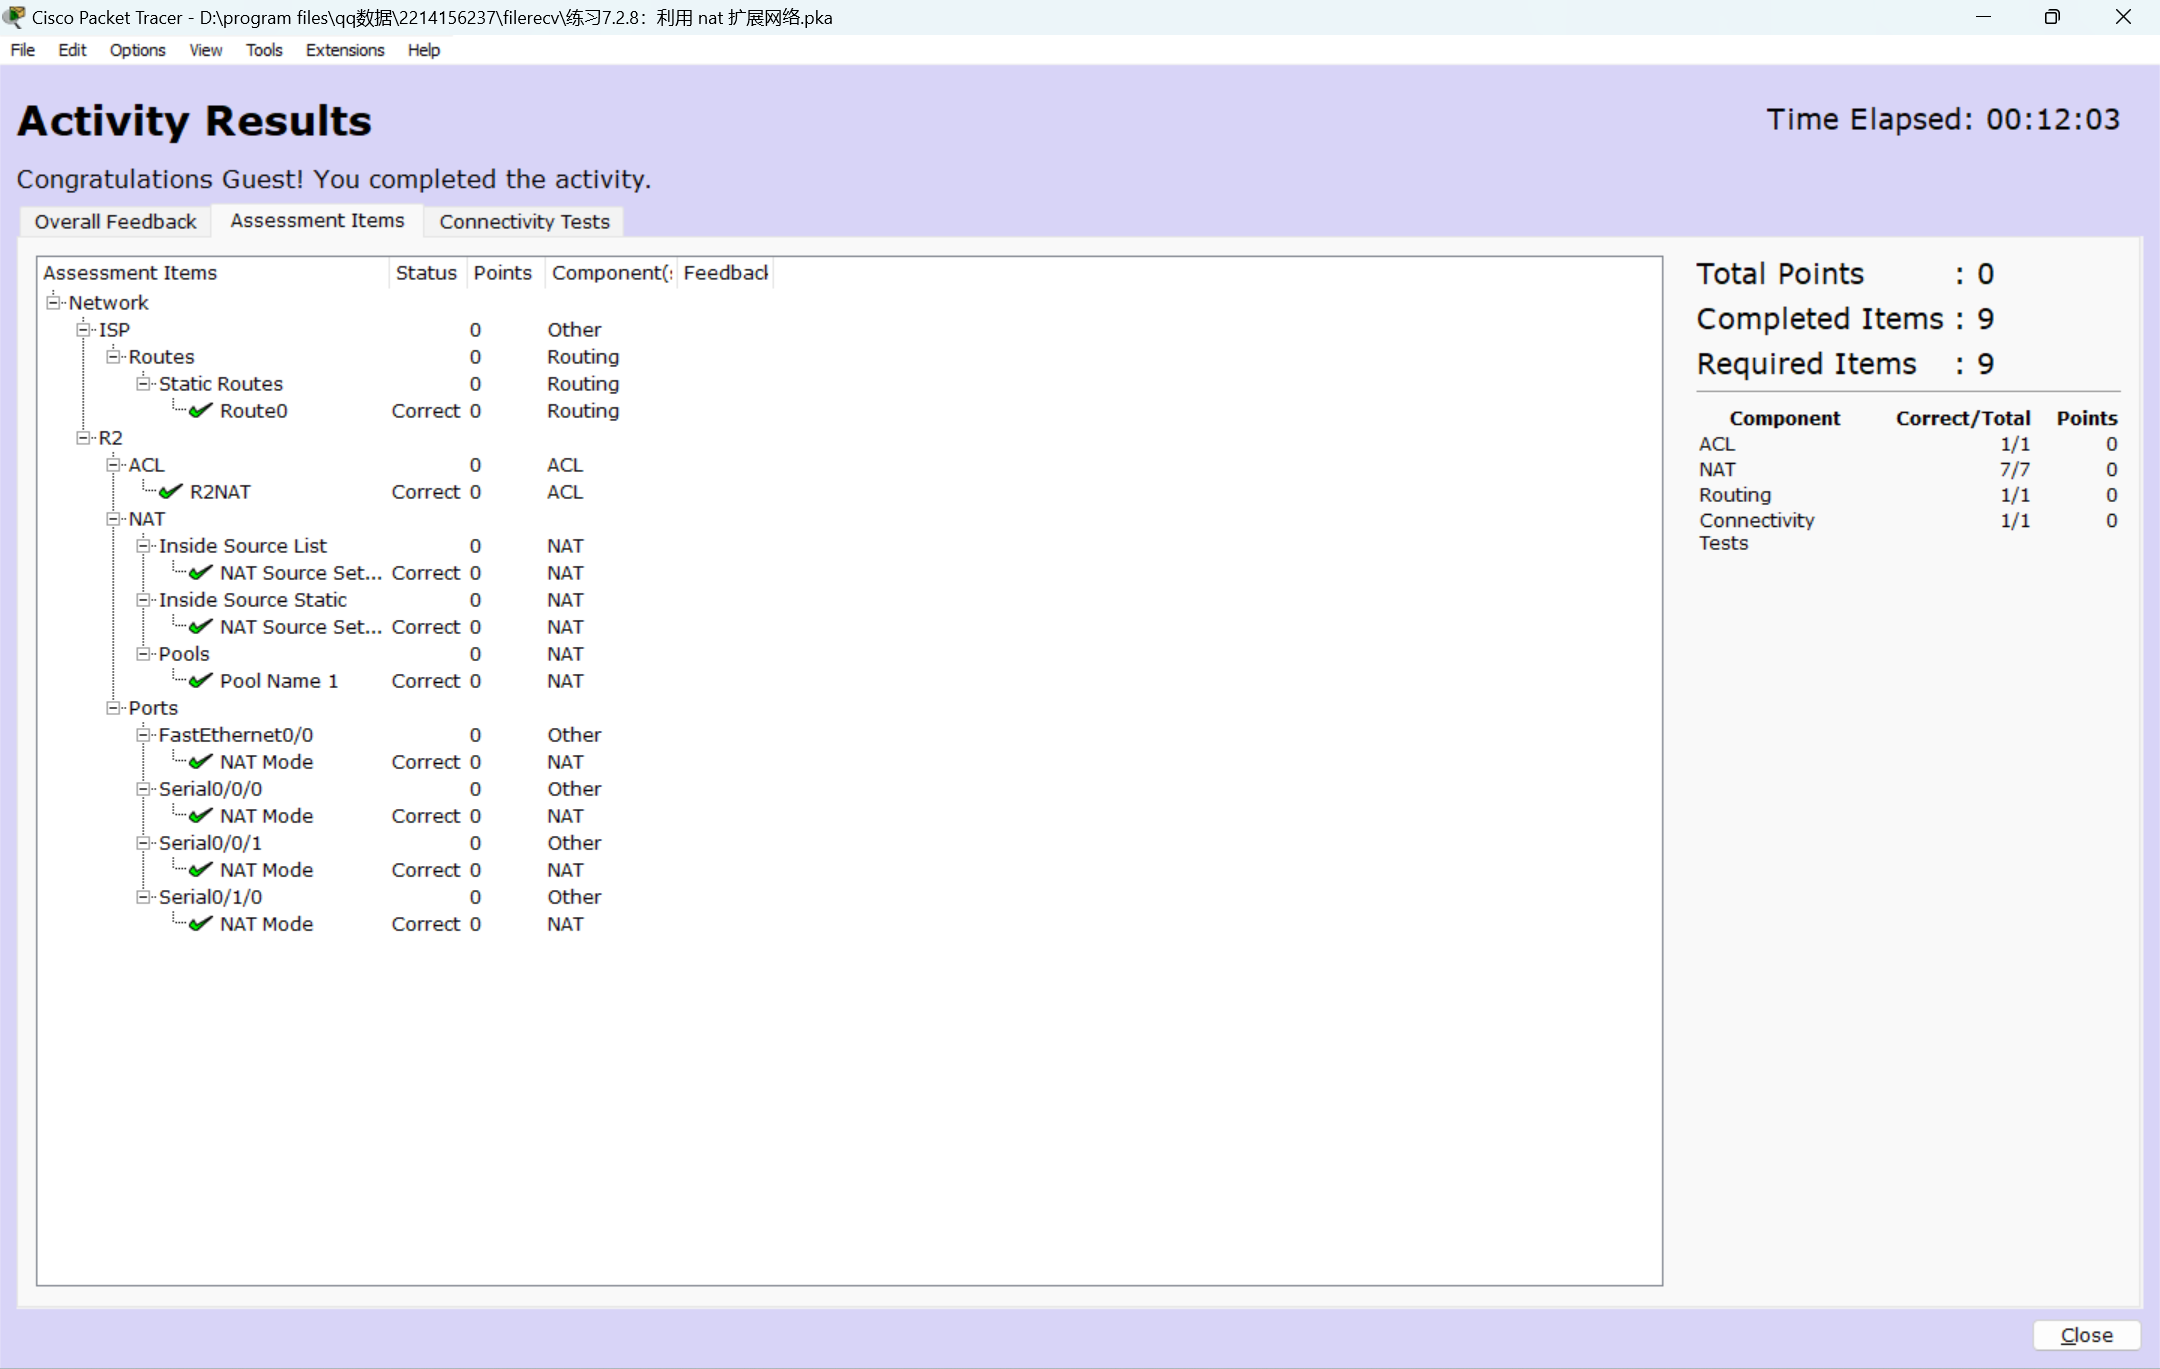 Cisco Packet Tracer - D:\program files\qq数据\2214156237\filerecv\练习7.2.8：利用 nat 扩展网络.pka
File Edit Options View Tools Extensions Help
Activity Results
Time Elapsed: 00:12:03
Congratulations Guest! You completed the activity.
Overall Feedback Assessment Items Connectivity Tests
Assessment Items Status Points Component(s Feedback
Network
ISP 0 Other
Routes 0 Routing
Static Routes 0 Routing
Route0 Correct 0 Routing
R2
ACL 0 ACL
R2NAT Correct 0 ACL
NAT
Inside Source List 0 NAT
NAT Source Set... Correct 0 NAT
Inside Source Static 0 NAT
NAT Source Set... Correct 0 NAT
Pools 0 NAT
Pool Name 1 Correct 0 NAT
Ports
FastEthernet0/0 0 Other
NAT Mode Correct 0 NAT
Serial0/0/0 0 Other
NAT Mode Correct 0 NAT
Serial0/0/1 0 Other
NAT Mode Correct 0 NAT
Serial0/1/0 0 Other
NAT Mode Correct 0 NAT
Total Points : 0
Completed Items : 9
Required Items : 9
Component Correct/Total Points
ACL 1/1 0
NAT 7/7 0
Routing 1/1 0
Connectivity 1/1 0
Tests
Close